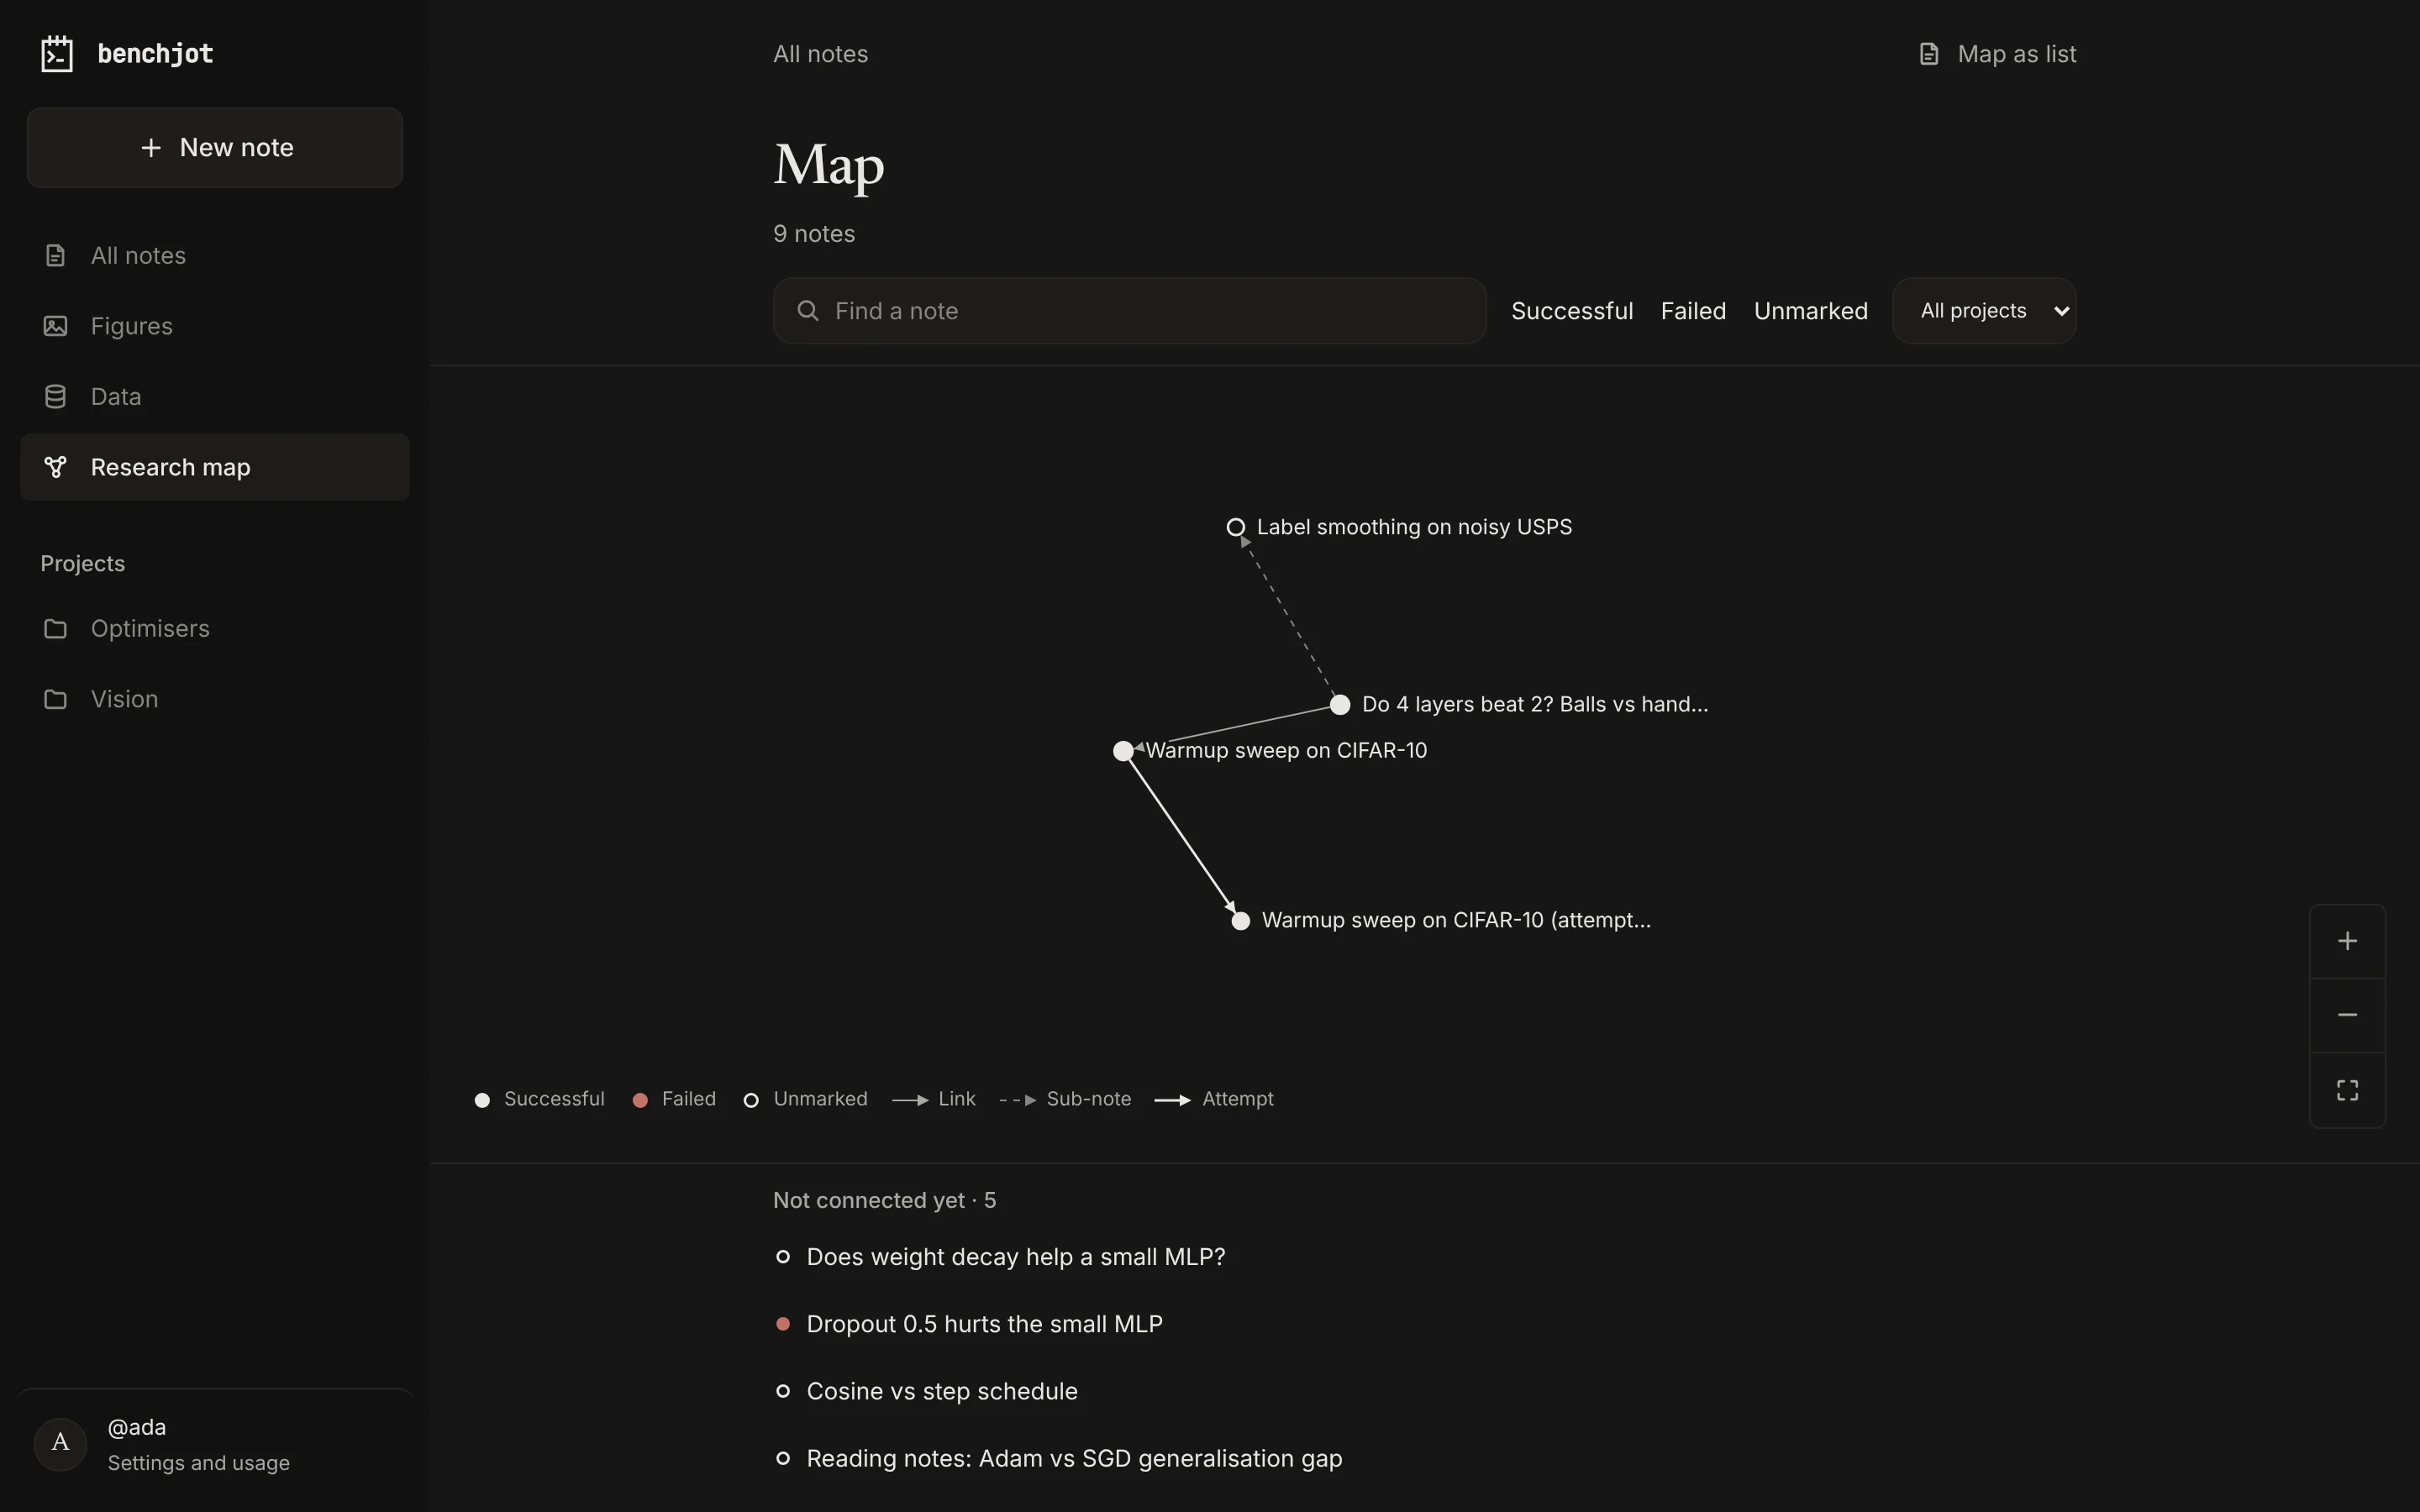 benchjot
New note
All notes
Figures
Data
Research map
Projects
Optimisers
Vision
A
@ada
Settings and usage
All notes
Map as list
Map
9 notes
Find a note
Successful
Failed
Unmarked
All projects
Label smoothing on noisy USPS
Do 4 layers beat 2? Balls vs hand...
Warmup sweep on CIFAR-10
Warmup sweep on CIFAR-10 (attempt...
Successful
Failed
Unmarked
Link
Sub-note
Attempt
Not connected yet · 5
Does weight decay help a small MLP?
Dropout 0.5 hurts the small MLP
Cosine vs step schedule
Reading notes: Adam vs SGD generalisation gap